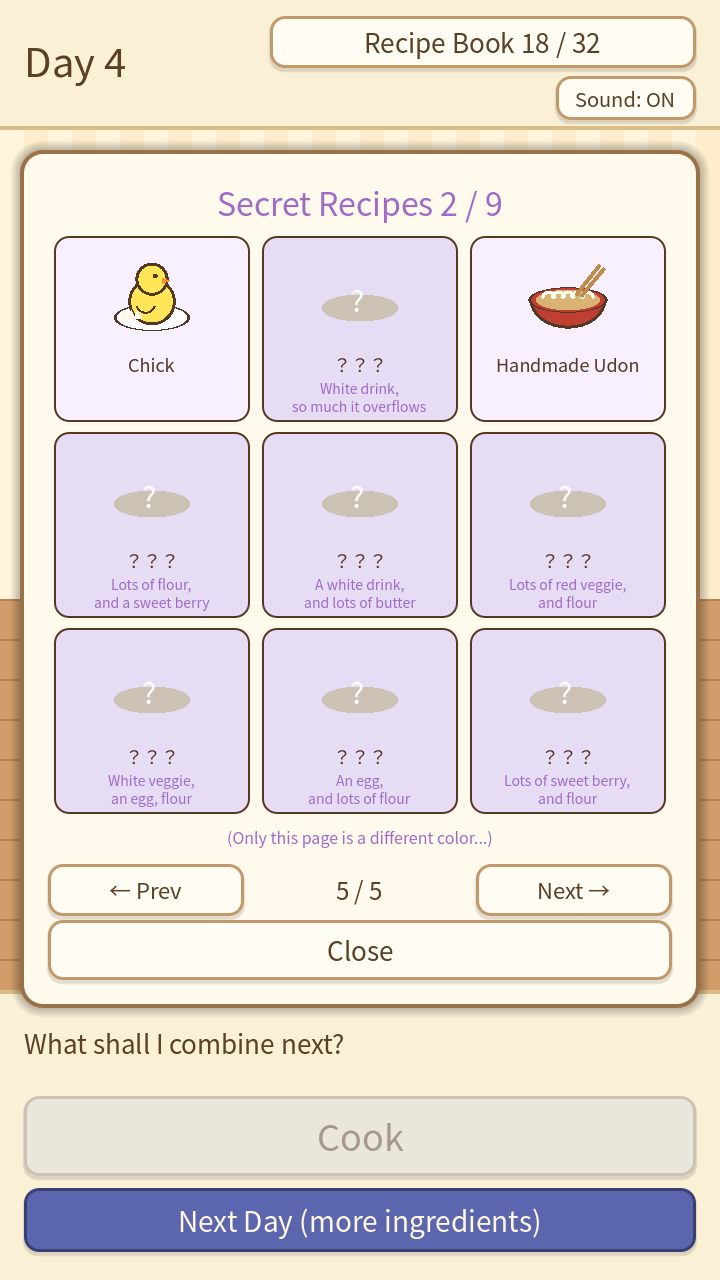 Day 4
Recipe Book 18 / 32
Sound: ON
Secret Recipes 2 / 9
Chick
?
？？？
White drink,
so much it overflows
Handmade Udon
?
？？？
Lots of flour,
and a sweet berry
?
？？？
A white drink,
and lots of butter
?
？？？
Lots of red veggie,
and flour
?
？？？
White veggie,
an egg, flour
?
？？？
An egg,
and lots of flour
?
？？？
Lots of sweet berry,
and flour
(Only this page is a different color...)
← Prev
5 / 5
Next →
Close
What shall I combine next?
Cook
Next Day (more ingredients)